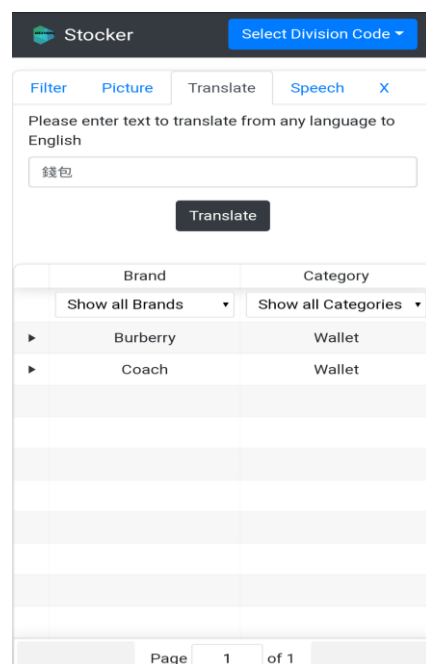 Stocker
Select Division Code
Filter Picture Translate Speech X
Please enter text to translate from any language to
English
錢包
Translate
Brand Category
Show all Brands Show all Categories
Burberry Wallet
Coach Wallet
Page 1 of 1